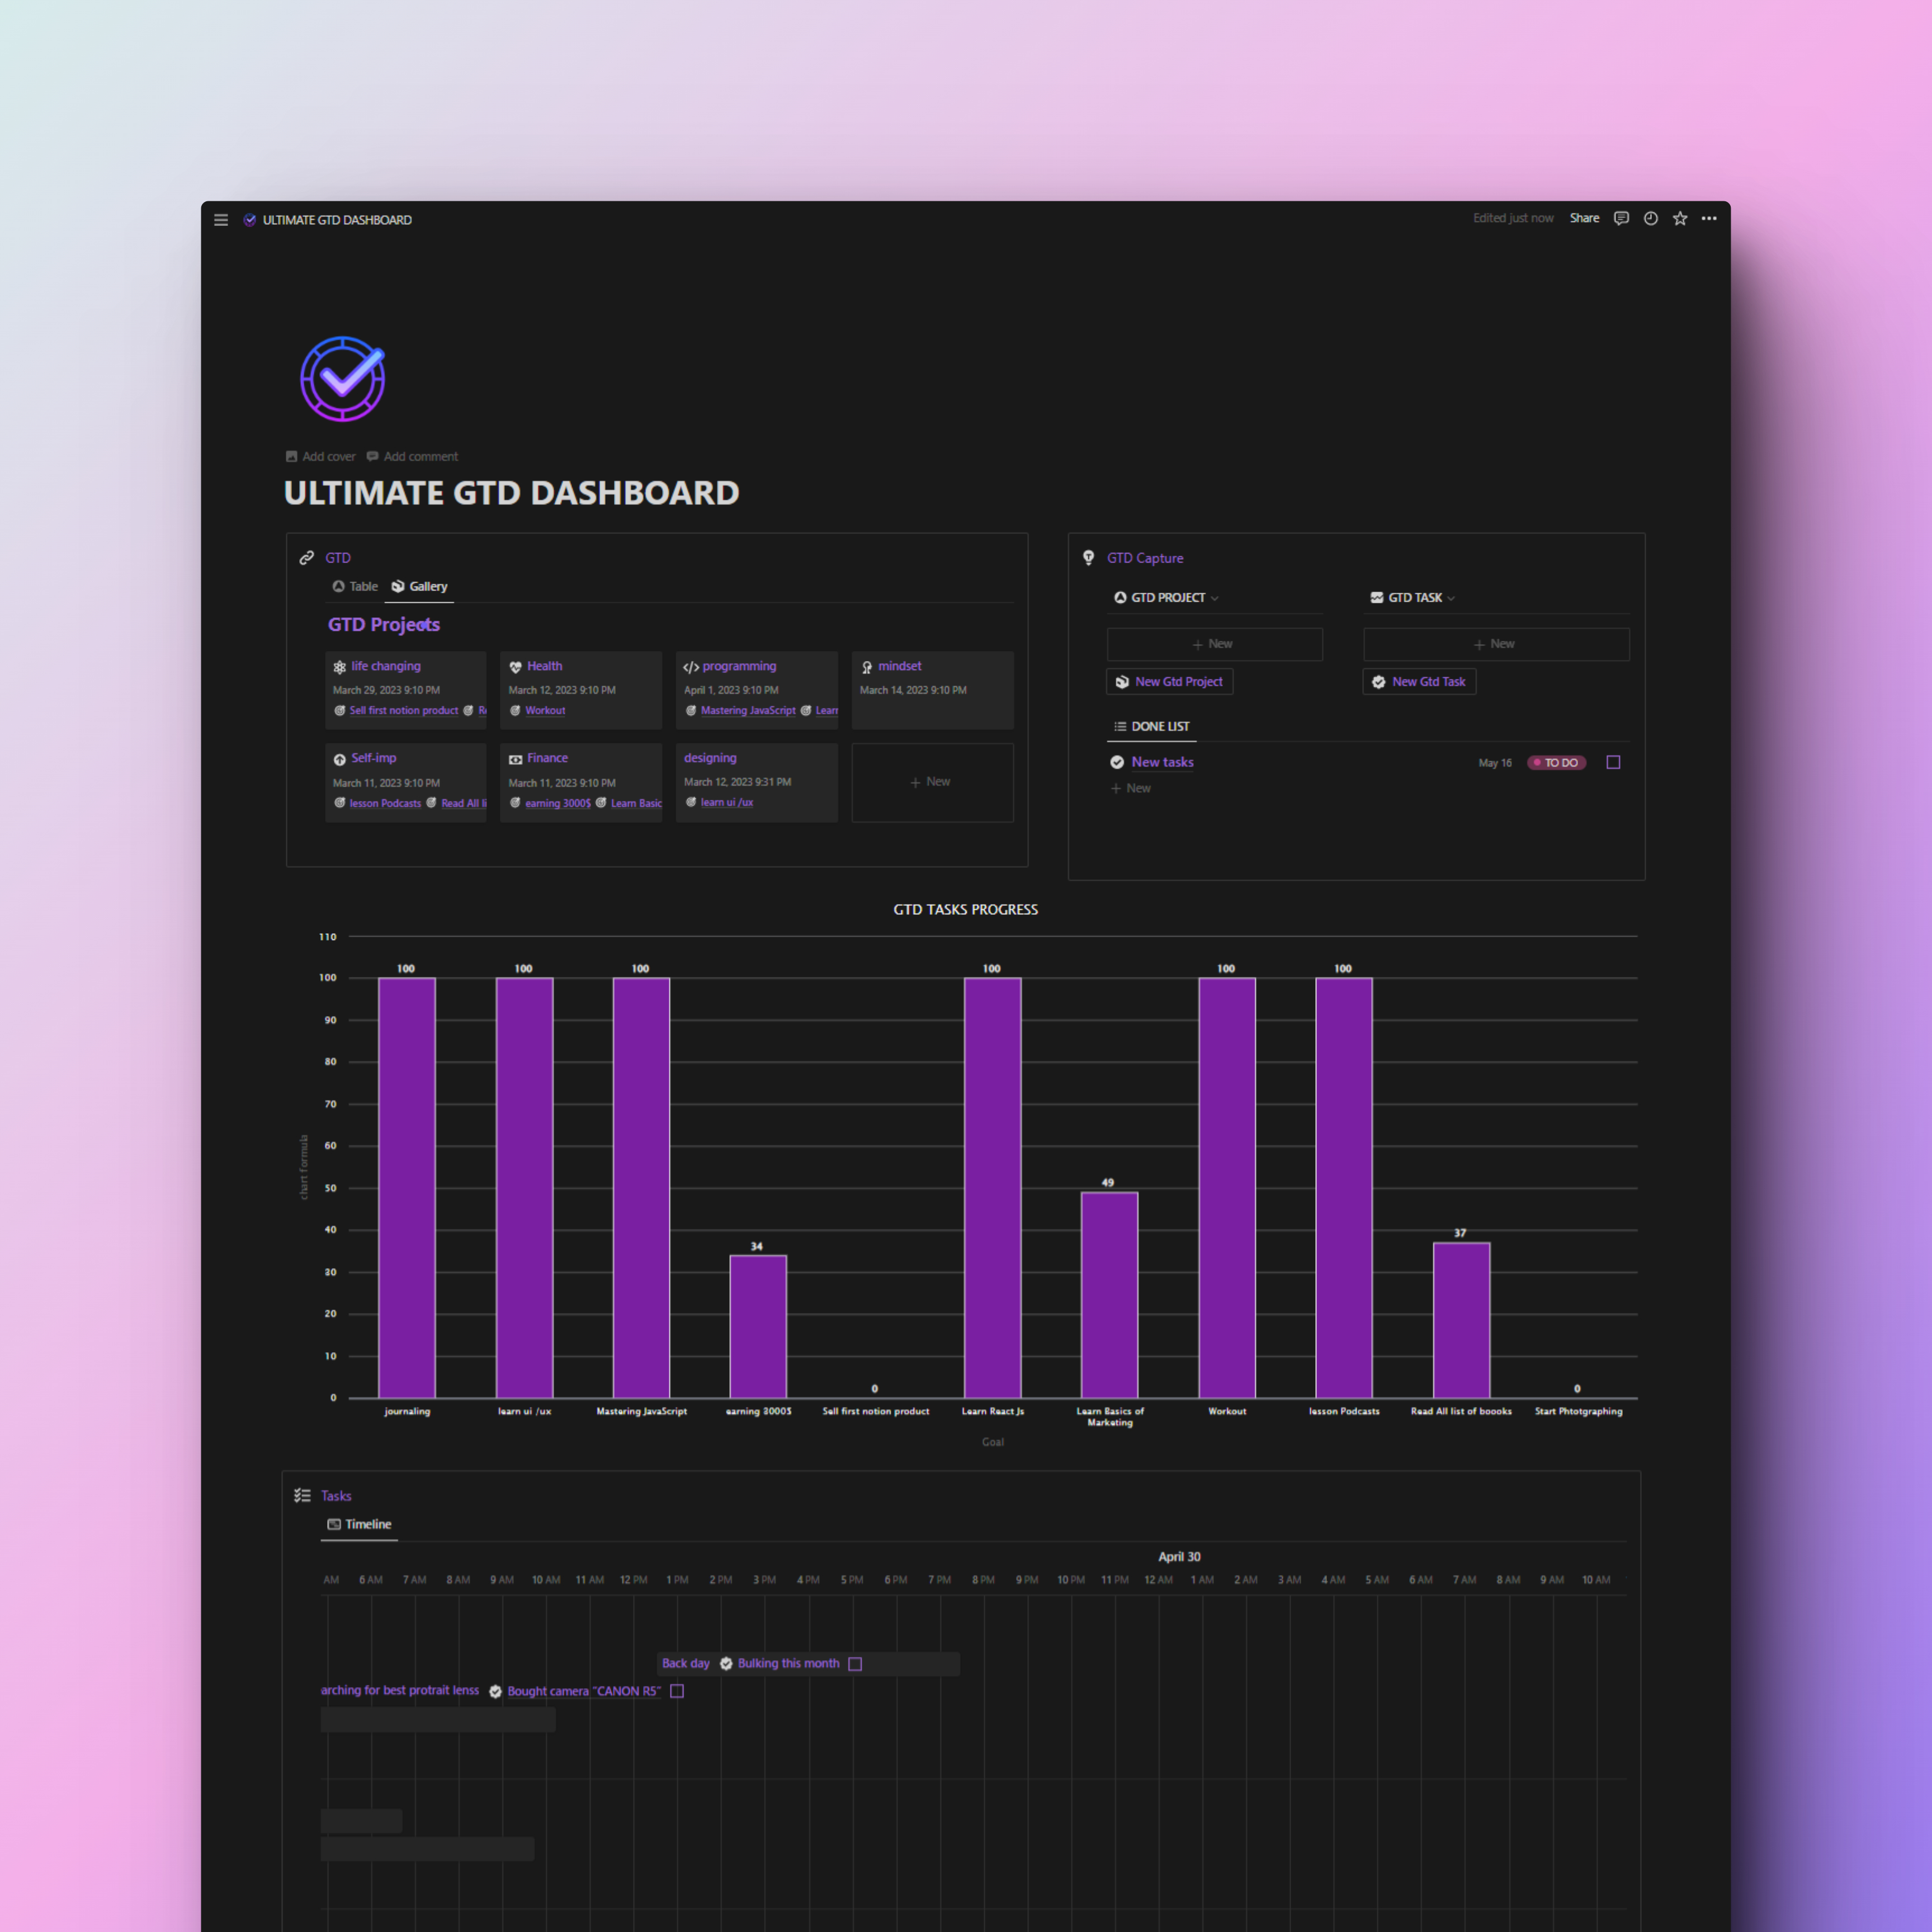 ULTIMATE GTD DASHBOARD
Edited just now Share
Add cover Add comment
ULTIMATE GTD DASHBOARD
GTD
Table Gallery
GTD Projects
life changing
March 29, 2023 9:10 PM
Sell first notion product
Health
March 12, 2023 9:10 PM
Workout
</> programming
April 1, 2023 9:10 PM
Mastering JavaScript Learn
mindset
March 14, 2023 9:10 PM
Self-imp
March 11, 2023 9:10 PM
lesson Podcasts Read All li
Finance
March 11, 2023 9:10 PM
earning 3000$ Learn Basic
designing
March 12, 2023 9:31 PM
learn ui /ux
+ New
GTD Capture
GTD PROJECT
+ New
New Gtd Project
GTD TASK
+ New
New Gtd Task
DONE LIST
New tasks May 16 TO DO
+ New
GTD TASKS PROGRESS
110
100
90
80
70
60
50
40
30
20
10
0
chart formula
100 100 100 34 0 100 49 100 100 37 0
journaling
learn ui /ux
Mastering JavaScript
earning 3000$
Sell first notion product
Learn React Js
Learn Basics of
Marketing
Workout
lesson Podcasts
Read All list of boooks
Start Phtotgraphing
Goal
Tasks
Timeline
April 30
AM 6 AM 7 AM 8 AM 9 AM 10 AM 11 AM 12 PM 1 PM 2 PM 3 PM 4 PM 5 PM 6 PM 7 PM 8 PM 9 PM 10 PM 11 PM 12 AM 1 AM 2 AM 3 AM 4 AM 5 AM 6 AM 7 AM 8 AM 9 AM 10 AM
Back day Bulking this month
arching for best protrait lenss Bought camera "CANON R5"